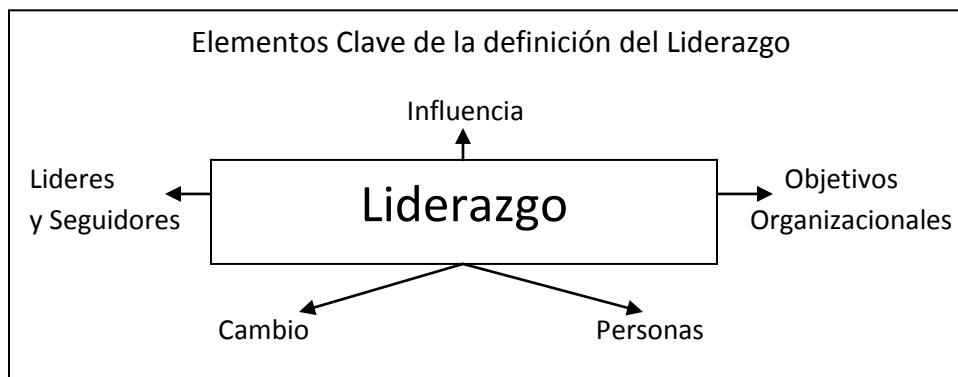 Elementos Clave de la definición del Liderazgo
Influencia
Lideres
y Seguidores
Liderazgo
Objetivos
Organizacionales
Cambio
Personas